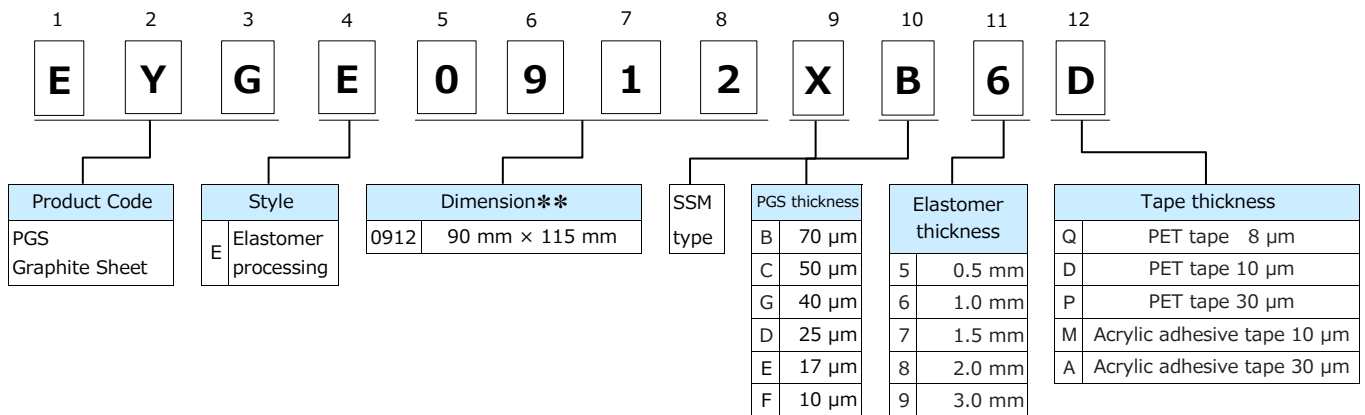 1 2 3 4 5 6 7 8 9 10 11 12
E Y G E 0 9 1 2 X B 6 D
Product Code
PGS
Graphite Sheet
Style
E Elastomer
processing
Dimension**
0912 90 mm × 115 mm
SSM
type
PGS thickness
B 70 μm
C 50 μm
G 40 μm
D 25 μm
E 17 μm
F 10 μm
Elastomer
thickness
5 0.5 mm
6 1.0 mm
7 1.5 mm
8 2.0 mm
9 3.0 mm
Tape thickness
Q PET tape 8 μm
D PET tape 10 μm
P PET tape 30 μm
M Acrylic adhesive tape 10 μm
A Acrylic adhesive tape 30 μm